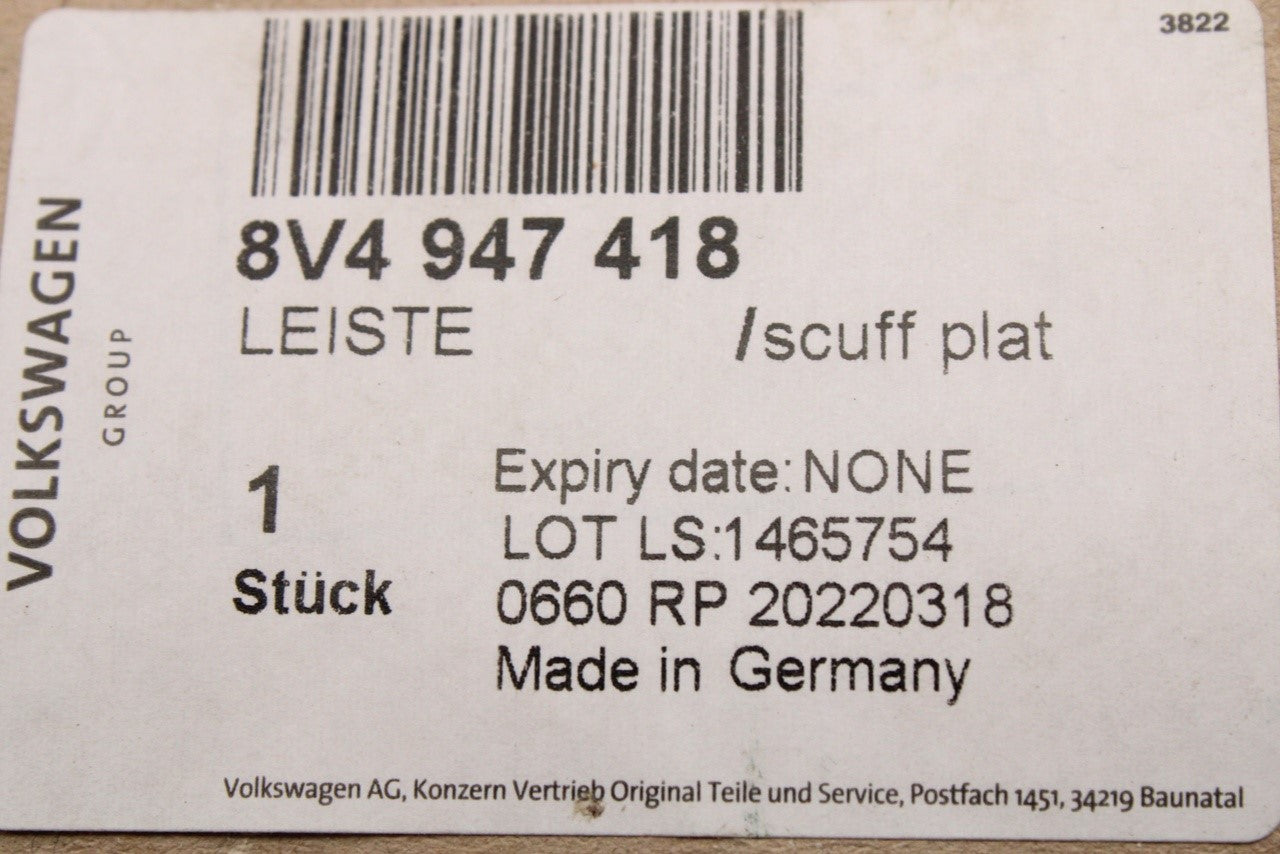 3822
8V4 947 418
LEISTE /scuff plat
1
Stück
Expiry date: NONE
LOT LS:1465754
0660 RP 20220318
Made in Germany
VOLKSWAGEN
GROUP
Volkswagen AG, Konzern Vertrieb Original Teile und Service, Postfach 1451, 34219 Baunatal